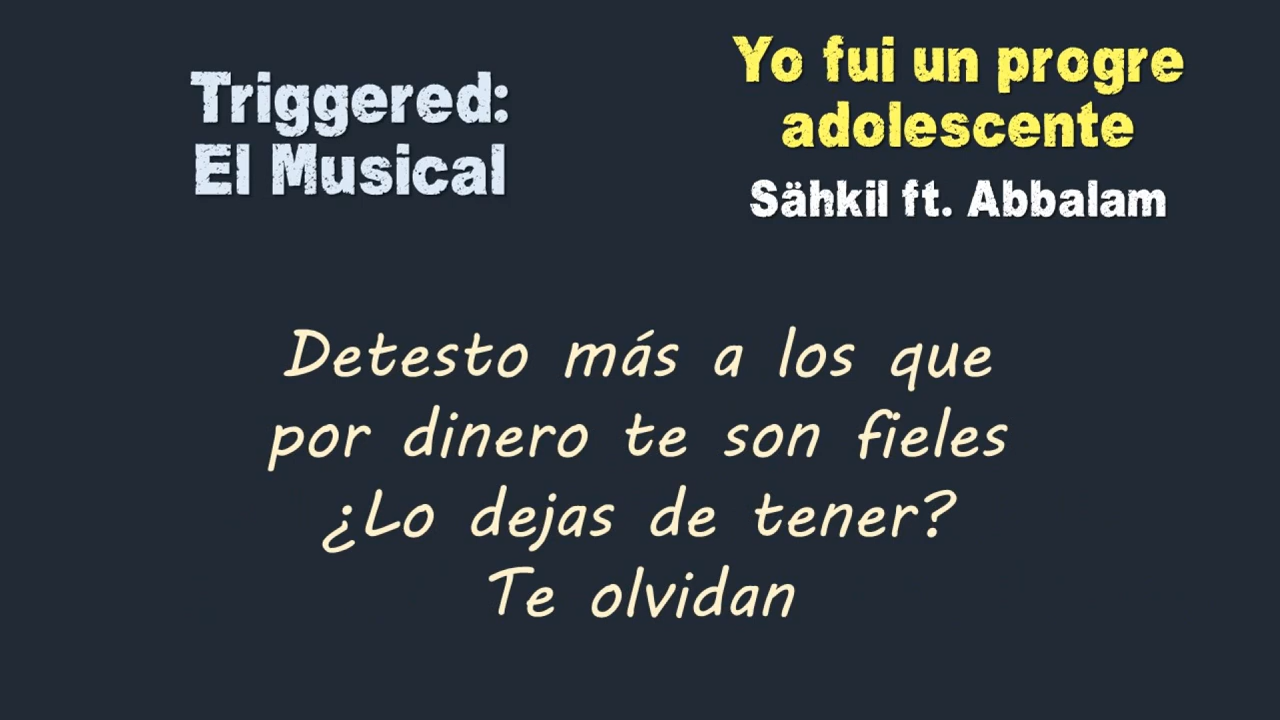 Triggered:
El Musical
Yo fui un progre
adolescente
Sähkil ft. Abbalam
Detesto más a los que
por dinero te son fieles
¿Lo dejas de tener?
Te olvidan